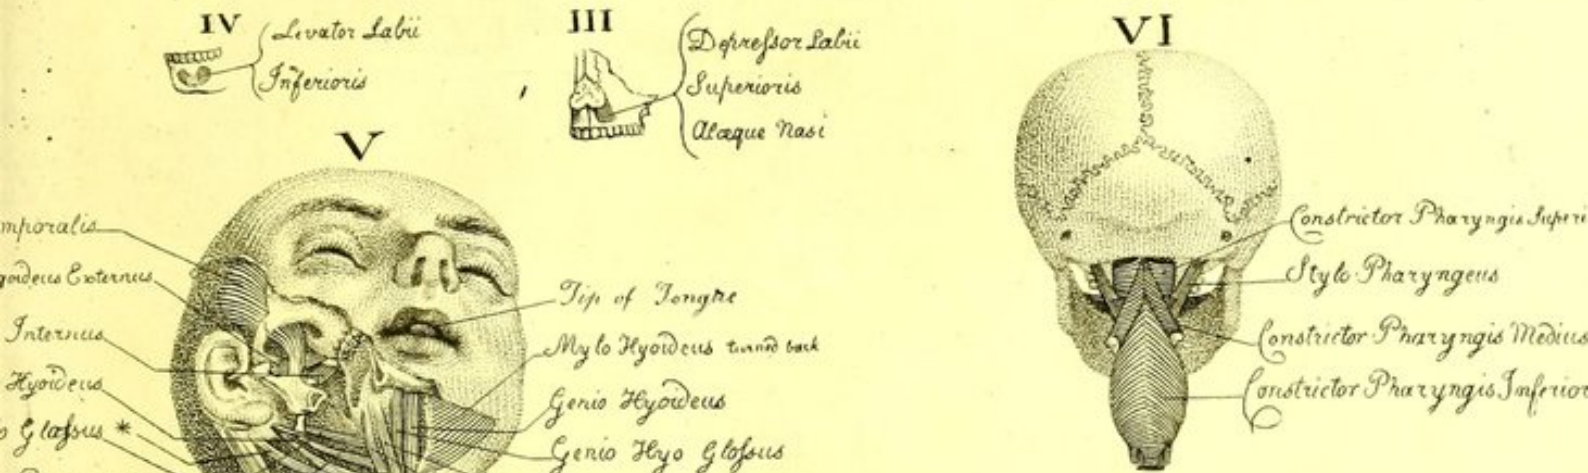 IV
Levator Labii
Inferioris
III
Depreſsor Labii
Superioris
Alæque Nasi
VI
V
mporalis
goideus Externus
Internus
Hyoideus
o Gloſsus *
Tip of Tongue
Mylo Hyoideus turned back
Genio Hyoideus
Genio Hyo Gloſsus
Constrictor Pharyngis Superi
Stylo Pharyngeus
Constrictor Pharyngis Medius
Constrictor Pharyngis Inferior